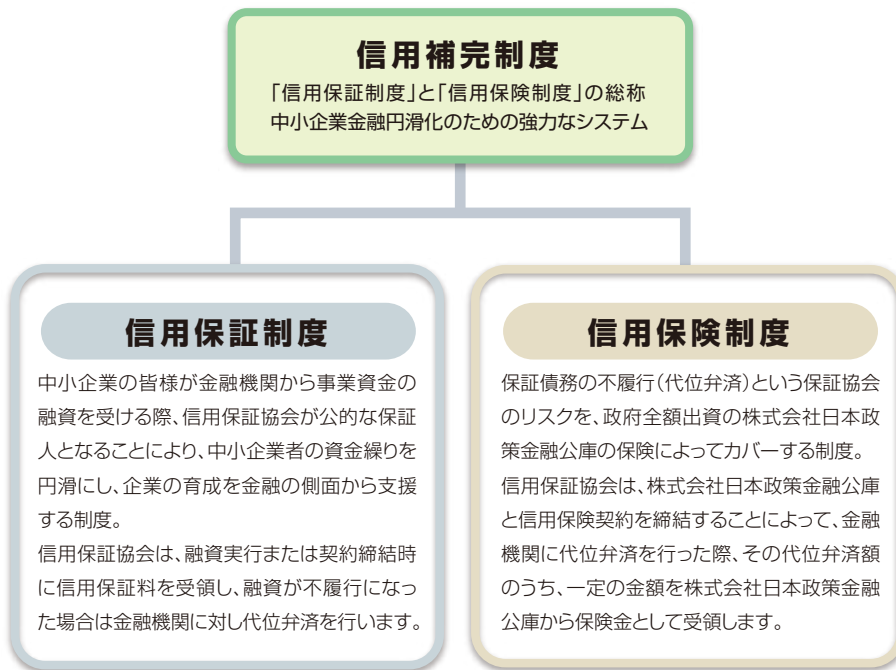 信用補完制度
「信用保証制度」と「信用保険制度」の総称
中小企業金融円滑化のための強力なシステム
信用保証制度
中小企業の皆様が金融機関から事業資金の
融資を受ける際、信用保証協会が公的な保証
人となることにより、中小企業者の資金繰りを
円滑にし、企業の育成を金融の側面から支援
する制度。
信用保証協会は、融資実行または契約締結時
に信用保証料を受領し、融資が不履行になっ
た場合は金融機関に対し代位弁済を行います。
信用保険制度
保証債務の不履行(代位弁済)という保証協会
のリスクを、政府全額出資の株式会社日本政
策金融公庫の保険によってカバーする制度。
信用保証協会は、株式会社日本政策金融公庫
と信用保険契約を締結することによって、金融
機関に代位弁済を行った際、その代位弁済額
のうち、一定の金額を株式会社日本政策金融
公庫から保険金として受領します。